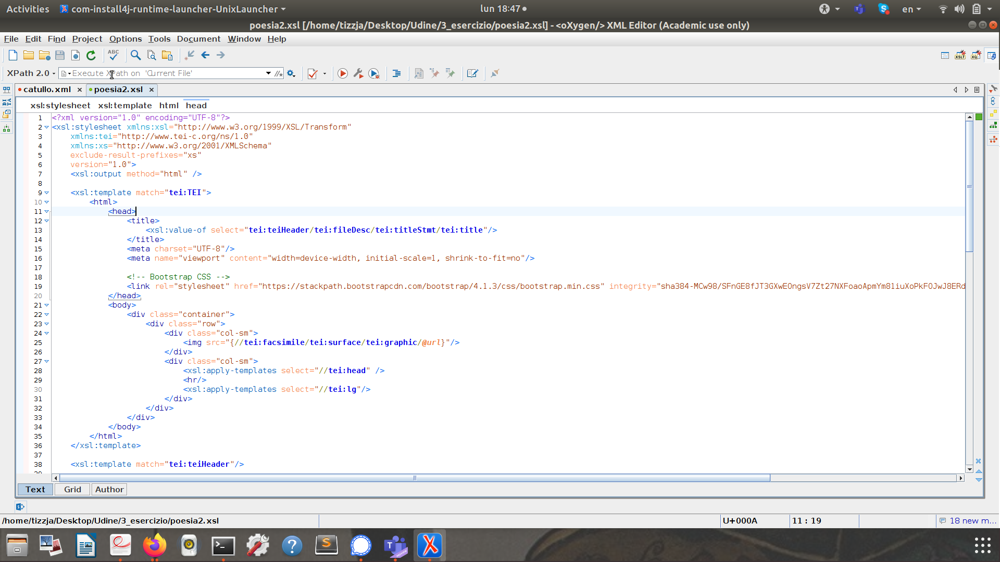 Activities com-install4j-runtime-launcher-UnixLauncher lun 18:47 en
poesia2.xsl [/home/tizzja/Desktop/Udine/3_esercizio/poesia2.xsl] - <oXygen/> XML Editor (Academic use only)
File Edit Find Project Options Tools Document Window Help
ABC XSLT XQ
XPath 2.0 Execute XPath on 'Current File'
catullo.xml × poesia2.xsl ×
xsl:stylesheet xsl:template html head
1 <?xml version="1.0" encoding="UTF-8"?>
2 <xsl:stylesheet xmlns:xsl="http://www.w3.org/1999/XSL/Transform"
3 xmlns:tei="http://www.tei-c.org/ns/1.0"
4 xmlns:xs="http://www.w3.org/2001/XMLSchema"
5 exclude-result-prefixes="xs"
6 version="1.0">
7 <xsl:output method="html" />
8
9 <xsl:template match="tei:TEI">
10 <html>
11 <head>
12 <title>
13 <xsl:value-of select="tei:teiHeader/tei:fileDesc/tei:titleStmt/tei:title"/>
14 </title>
15 <meta charset="UTF-8"/>
16 <meta name="viewport" content="width=device-width, initial-scale=1, shrink-to-fit=no"/>
17
18 <!-- Bootstrap CSS -->
19 <link rel="stylesheet" href="https://stackpath.bootstrapcdn.com/bootstrap/4.1.3/css/bootstrap.min.css" integrity="sha384-MCw98/SFnGE8fJT3GXwEOngsV7Zt27NXFoaoApmYm81iuXoPkFOJwJ8ERd
20 </head>
21 <body>
22 <div class="container">
23 <div class="row">
24 <div class="col-sm">
25 <img src="{//tei:facsimile/tei:surface/tei:graphic/@url}"/>
26 </div>
27 <div class="col-sm">
28 <xsl:apply-templates select="//tei:head" />
29 <hr/>
30 <xsl:apply-templates select="//tei:lg"/>
31 </div>
32 </div>
33 </div>
34 </body>
35 </html>
36 </xsl:template>
37
38 <xsl:template match="tei:teiHeader"/>
Text Grid Author
/home/tizzja/Desktop/Udine/3_esercizio/poesia2.xsl U+000A 11 : 19 18 new m...